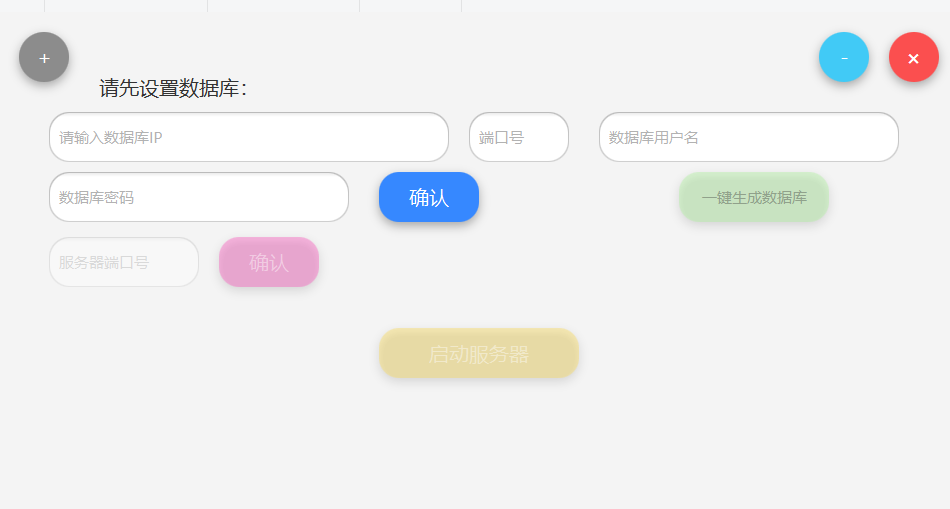 +
-
×
请先设置数据库：
请输入数据库IP
端口号
数据库用户名
数据库密码
确认
一键生成数据库
服务器端口号
确认
启动服务器